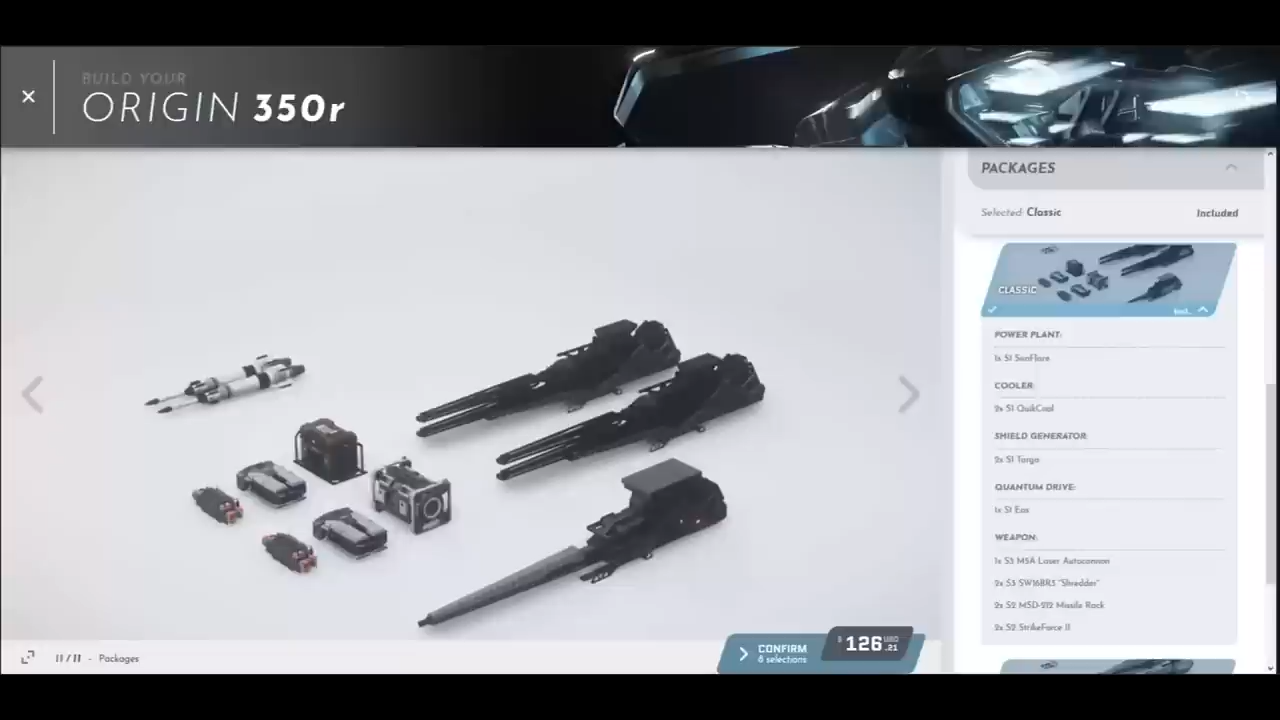 BUILD YOUR
ORIGIN 350r
PACKAGES
Selected: Classic Included
CLASSIC
Incl.
POWER PLANT:
1x S1 SonFlare
COOLER:
2x S1 QuikCool
SHIELD GENERATOR:
2x S1 Targa
QUANTUM DRIVE:
1x S1 Eos
WEAPON:
1x S3 M5A Laser Autocannon
2x S3 SW16BR3 "Shredder"
2x S2 MSD-212 Missile Rack
2x S2 StrikeForce II
11 / 11 - Packages
CONFIRM
8 selections
$ 126.21 USD